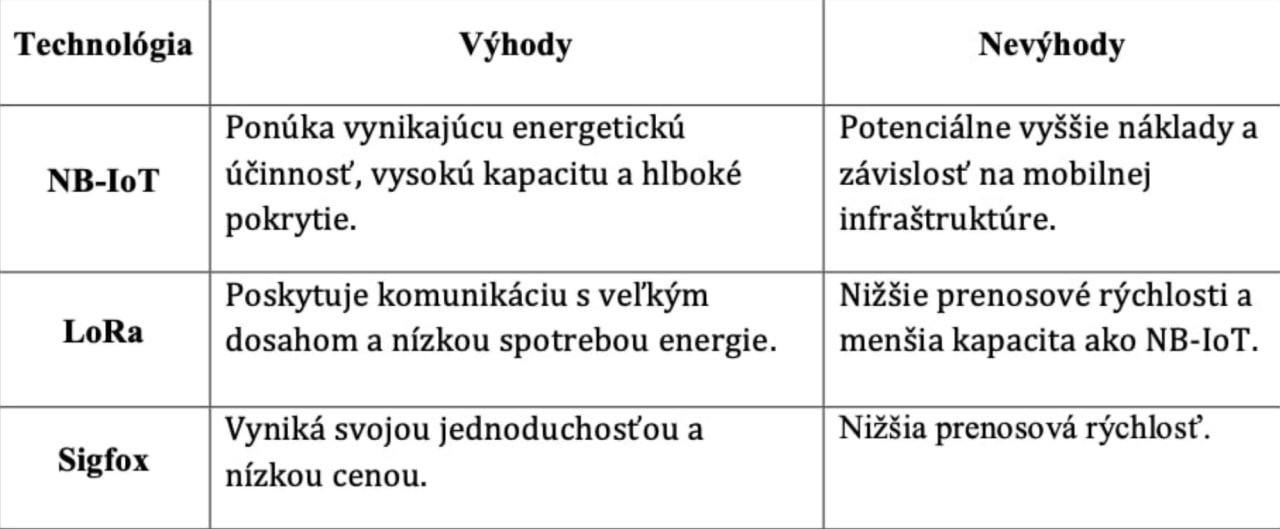 Technológia Výhody Nevýhody
NB-IoT
Ponúka vynikajúcu energetickú
účinnosť, vysokú kapacitu a hlboké
pokrytie.
Potenciálne vyššie náklady a
závislosť na mobilnej
infraštruktúre.
LoRa
Poskytuje komunikáciu s veľkým
dosahom a nízkou spotrebou energie.
Nižšie prenosové rýchlosti a
menšia kapacita ako NB-IoT.
Sigfox
Vyniká svojou jednoduchosťou a
nízkou cenou.
Nižšia prenosová rýchlosť.